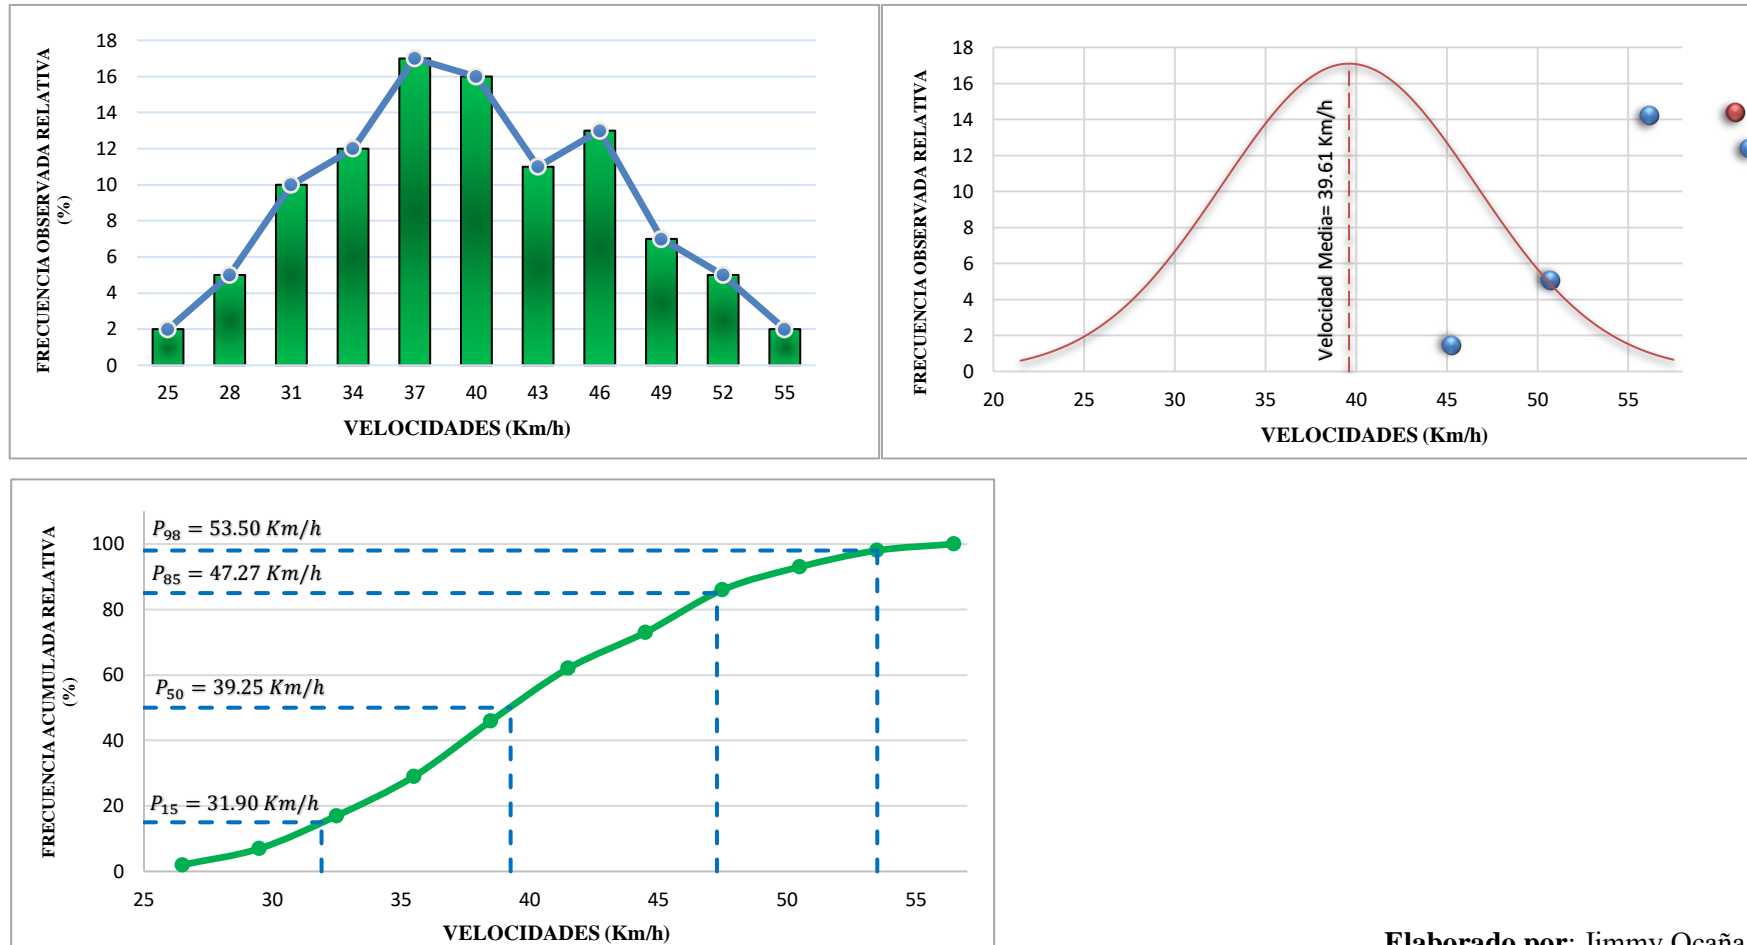 FRECUENCIA OBSERVADA RELATIVA
(%)
18
16
14
12
10
8
6
4
2
0
25 28 31 34 37 40 43 46 49 52 55
VELOCIDADES (Km/h)
FRECUENCIA OBSERVADA RELATIVA
18
16
14
12
10
8
6
4
2
0
Velocidad Media= 39.61 Km/h
20 25 30 35 40 45 50 55
VELOCIDADES (Km/h)
FRECUENCIA ACUMULADA RELATIVA
(%)
100
80
60
40
20
0
P₉₈ = 53.50 Km/h
P₈₅ = 47.27 Km/h
P₅₀ = 39.25 Km/h
P₁₅ = 31.90 Km/h
25 30 35 40 45 50 55
VELOCIDADES (Km/h)
Elaborado por: Jimmy Ocaña